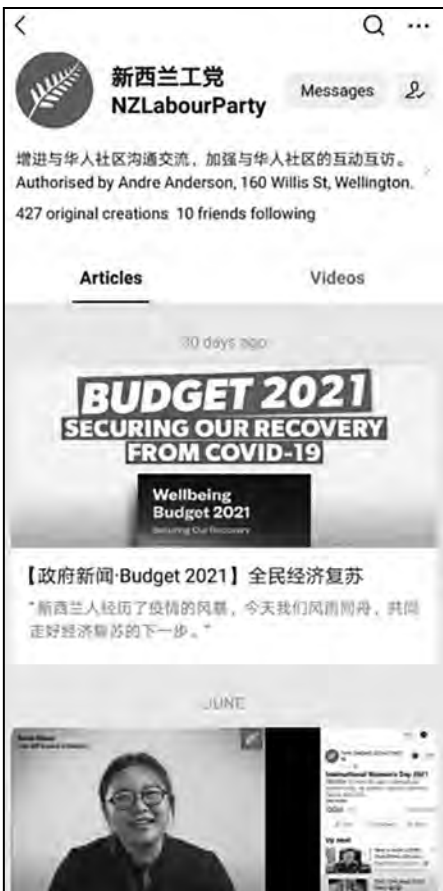 新西兰工党
NZLabourParty
Messages
增进与华人社区沟通交流，加强与华人社区的互动互访。
Authorised by Andre Anderson, 160 Willis St, Wellington.
427 original creations 10 friends following
Articles
Videos
30 days ago
BUDGET 2021
SECURING OUR RECOVERY
FROM COVID-19
Wellbeing
Budget 2021
Securing Our Recovery
【政府新闻·Budget 2021】全民经济复苏
“新西兰人经历了疫情的风暴，今天我们风雨同舟，共同
走好经济复苏的下一步。”
JUNE
International Women's Day 2021
Up next